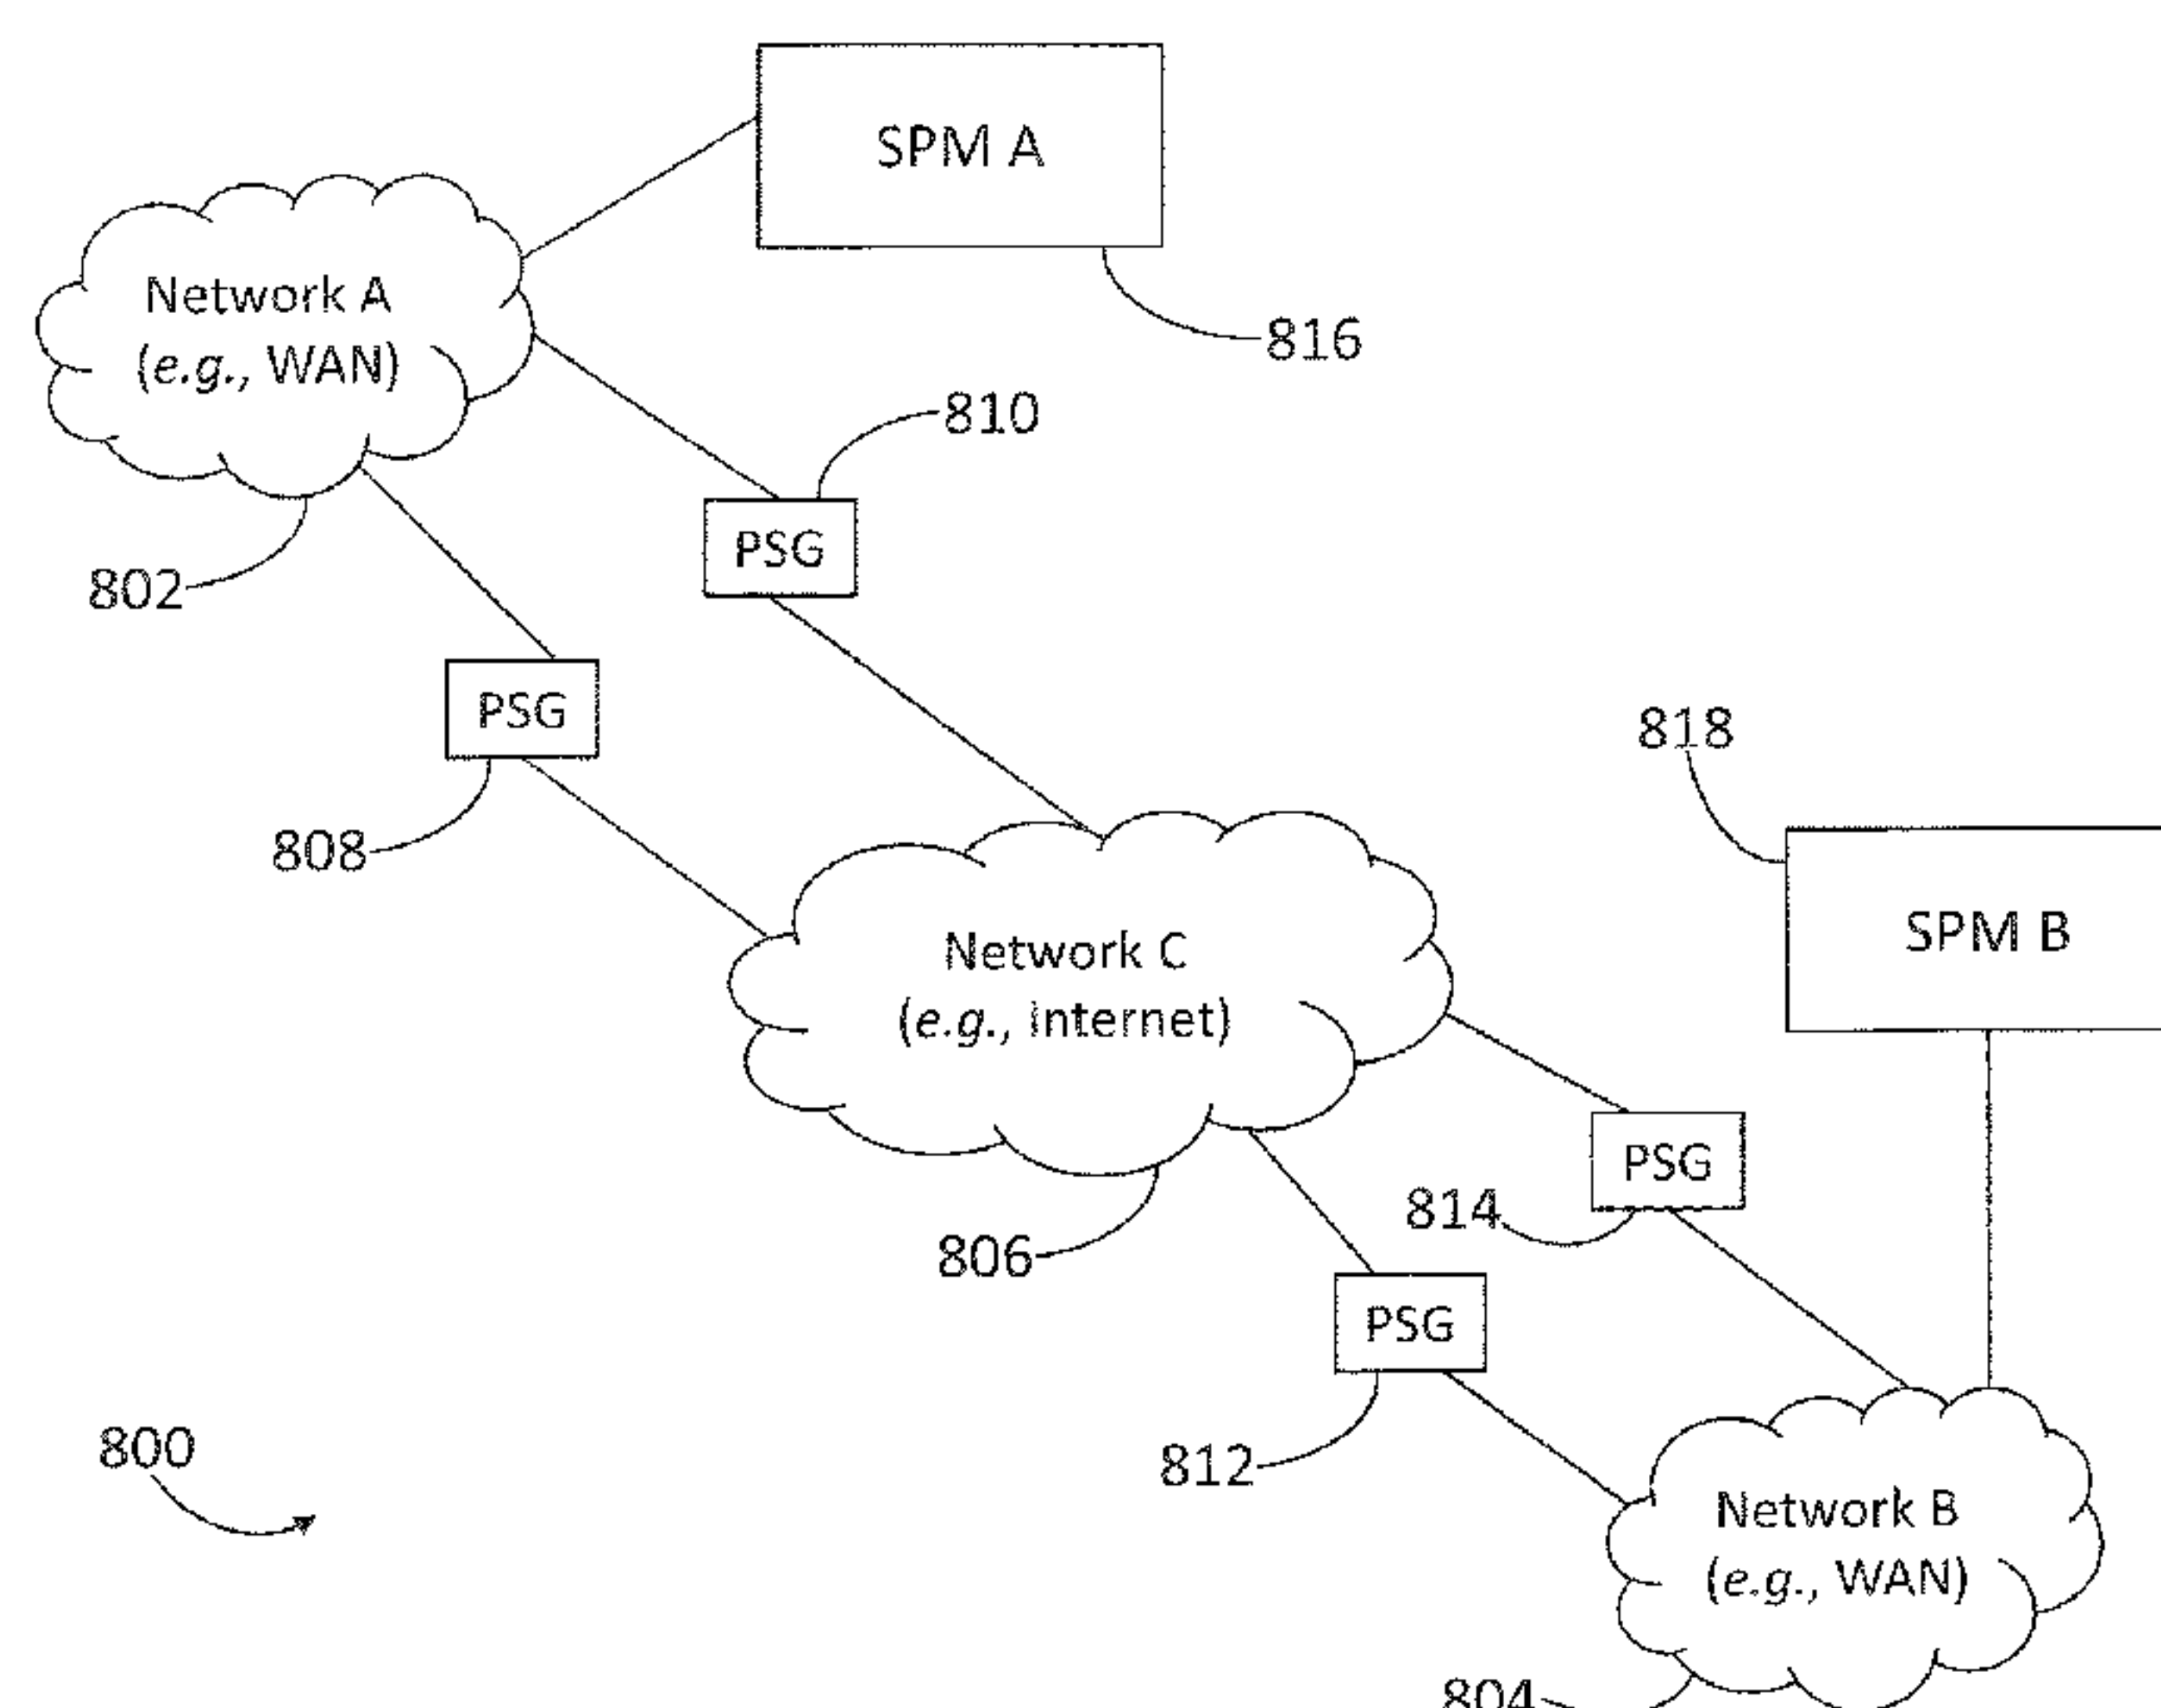 SPM A
Network A
(e.g., WAN)
816
810
PSG
802
PSG
818
808
SPM B
Network C
(e.g., internet)
PSG
814
806
PSG
800
812
Network B
(e.g., WAN)
804